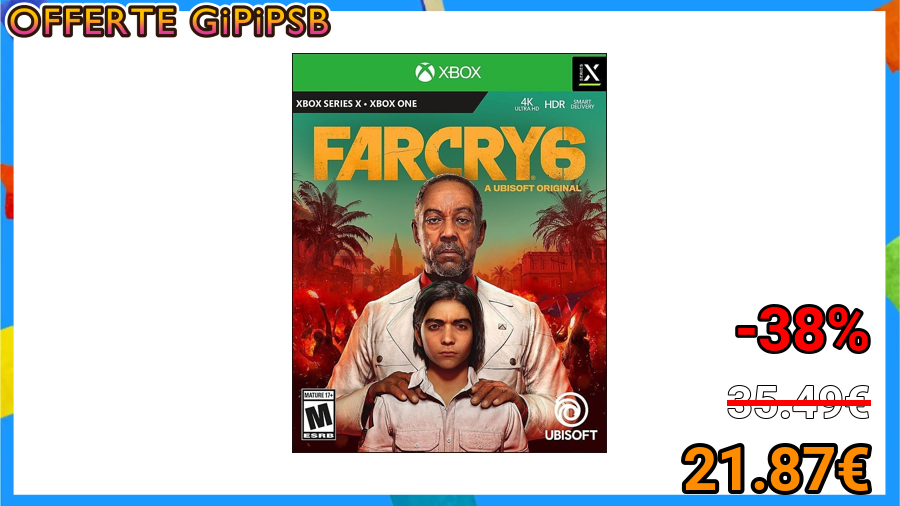 OFFERTE GiPiPSB
XBOX
SERIES X
XBOX SERIES X • XBOX ONE
4K
ULTRA HD
HDR
SMART
DELIVERY
FARCRY6
A UBISOFT ORIGINAL
-38%
35.49€
21.87€
MATURE 17+
M
ESRB
UBISOFT